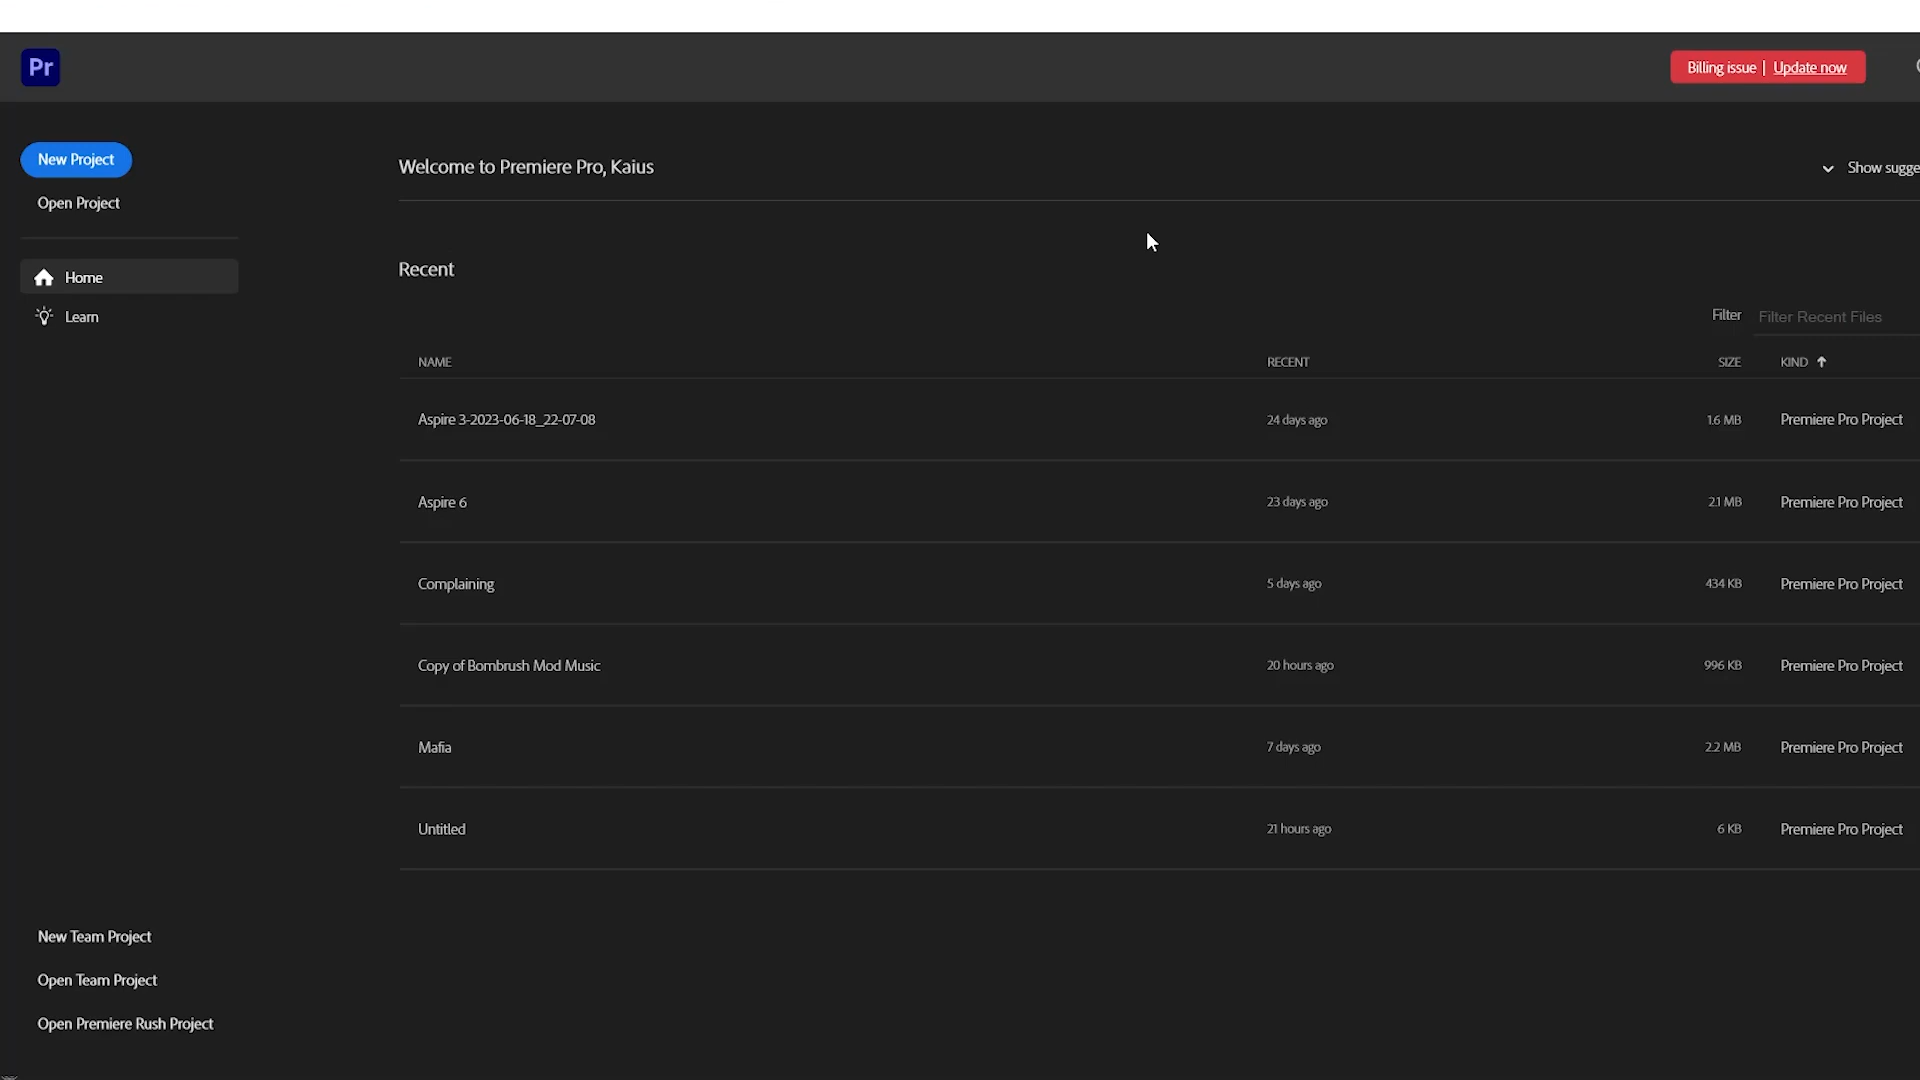 Pr
Billing issue | Update now
New Project
Open Project
Home
Learn
Welcome to Premiere Pro, Kaius
Show sugge
Recent
Filter Filter Recent Files
NAME RECENT SIZE KIND
Aspire 3-2023-06-18_22-07-08 24 days ago 1.6 MB Premiere Pro Project
Aspire 6 23 days ago 2.1 MB Premiere Pro Project
Complaining 5 days ago 434 KB Premiere Pro Project
Copy of Bombrush Mod Music 20 hours ago 996 KB Premiere Pro Project
Mafia 7 days ago 2.2 MB Premiere Pro Project
Untitled 21 hours ago 6 KB Premiere Pro Project
New Team Project
Open Team Project
Open Premiere Rush Project